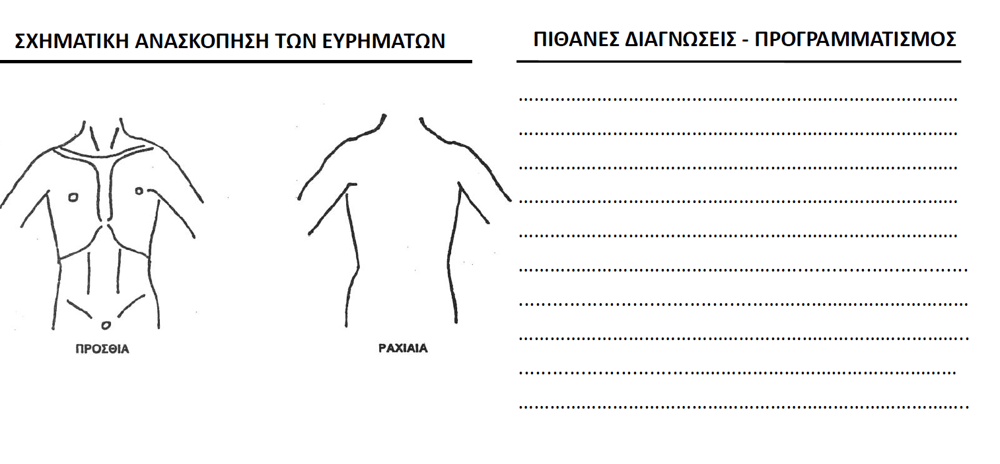 ΣΧΗΜΑΤΙΚΗ ΑΝΑΣΚΟΠΗΣΗ ΤΩΝ ΕΥΡΗΜΑΤΩΝ
ΠΡΟΣΘΙΑ
ΡΑΧΙΑΙΑ
ΠΙΘΑΝΕΣ ΔΙΑΓΝΩΣΕΙΣ - ΠΡΟΓΡΑΜΜΑΤΙΣΜΟΣ